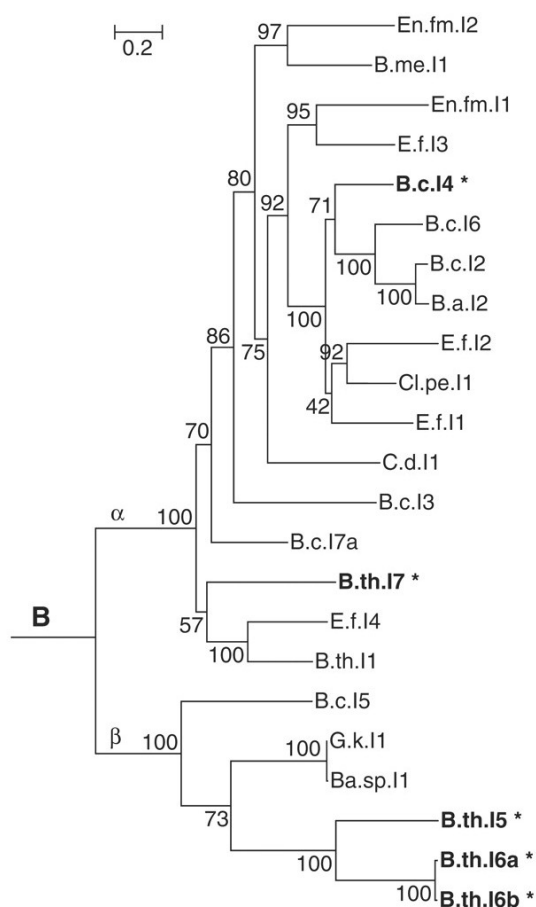 En.fm.I2
97
0.2
B.me.I1
En.fm.I1
95
E.f.I3
80
B.c.I4 *
71
92
B.c.I6
100
B.c.I2
100
B.a.I2
100
86
E.f.I2
92
75
Cl.pe.I1
42
E.f.I1
70
C.d.I1
B.c.I3
α
100
B.c.I7a
B.th.I7 *
B
57
E.f.I4
100
B.th.I1
B.c.I5
β
100
100
G.k.I1
Ba.sp.I1
73
B.th.I5 *
100
B.th.I6a *
100
B.th.I6b *